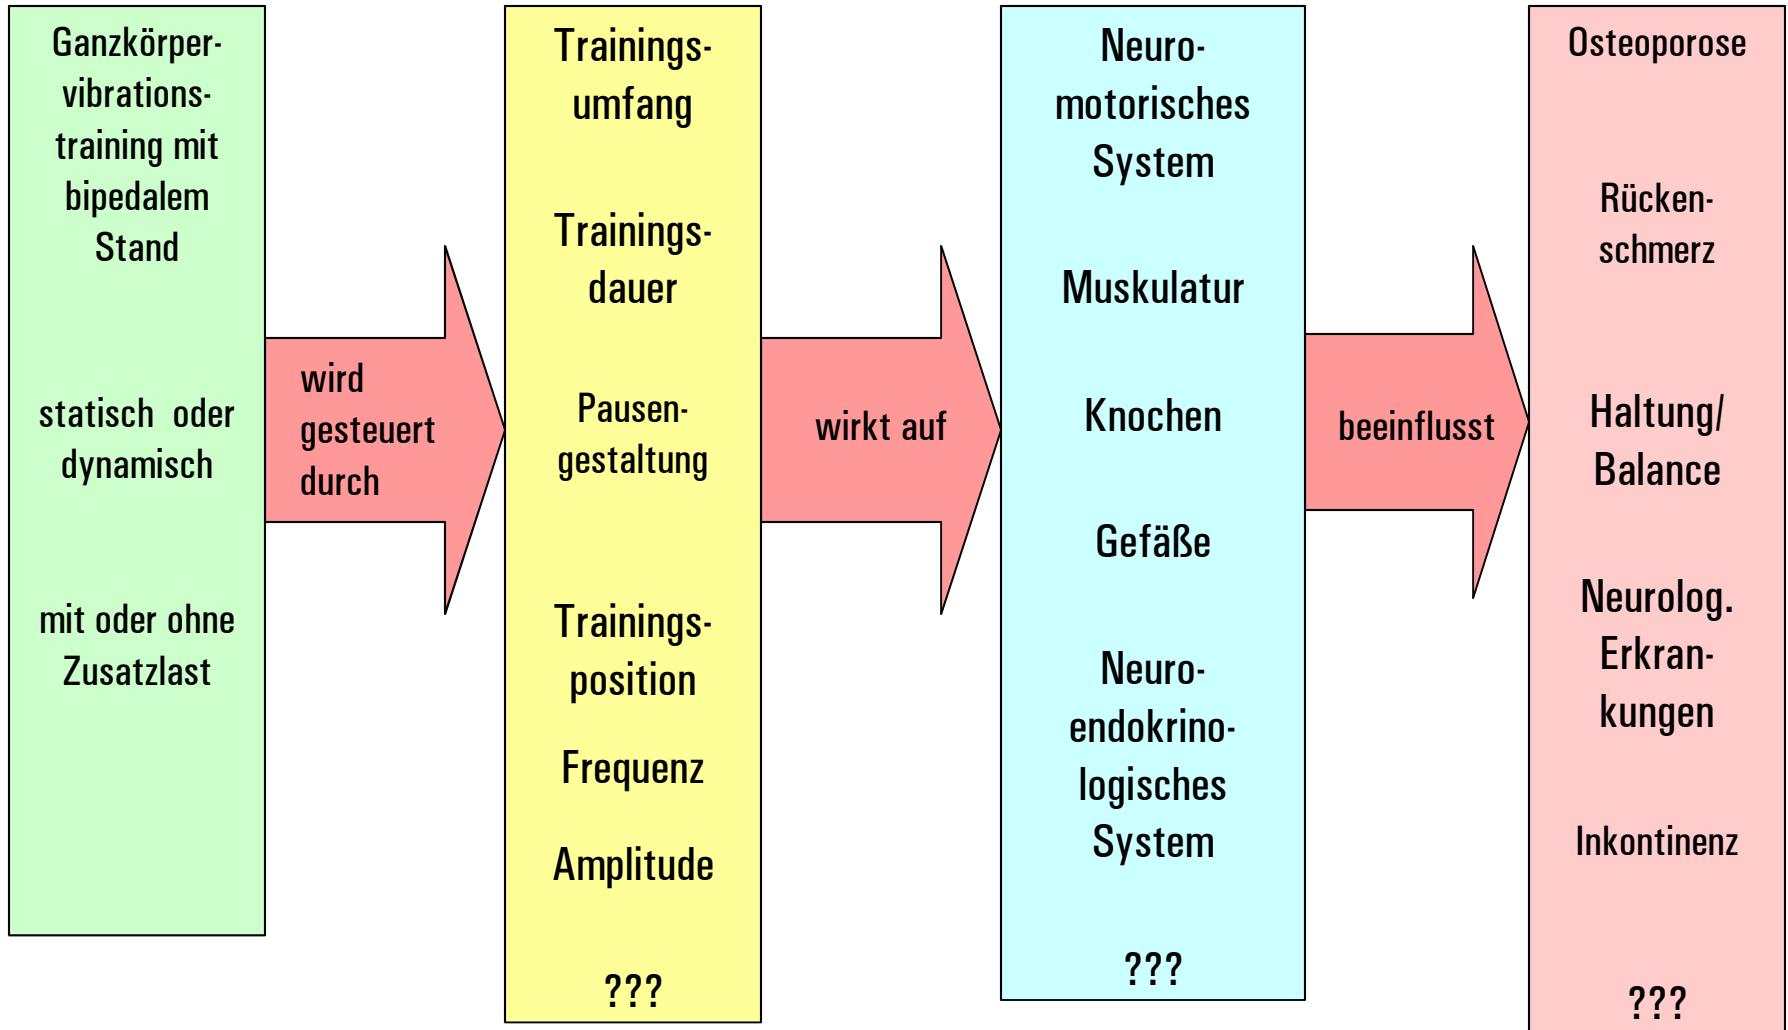 Ganzkörper-
vibrations-
training mit
bipedalem
Stand
statisch oder
dynamisch
mit oder ohne
Zusatzlast
wird
gesteuert
durch
Trainings-
umfang
Trainings-
dauer
Pausen-
gestaltung
Trainings-
position
Frequenz
Amplitude
???
wirkt auf
Neuro-
motorisches
System
Muskulatur
Knochen
Gefäße
Neuro-
endokrino-
logisches
System
???
beeinflusst
Osteoporose
Rücken-
schmerz
Haltung/
Balance
Neurolog.
Erkran-
kungen
Inkontinenz
???